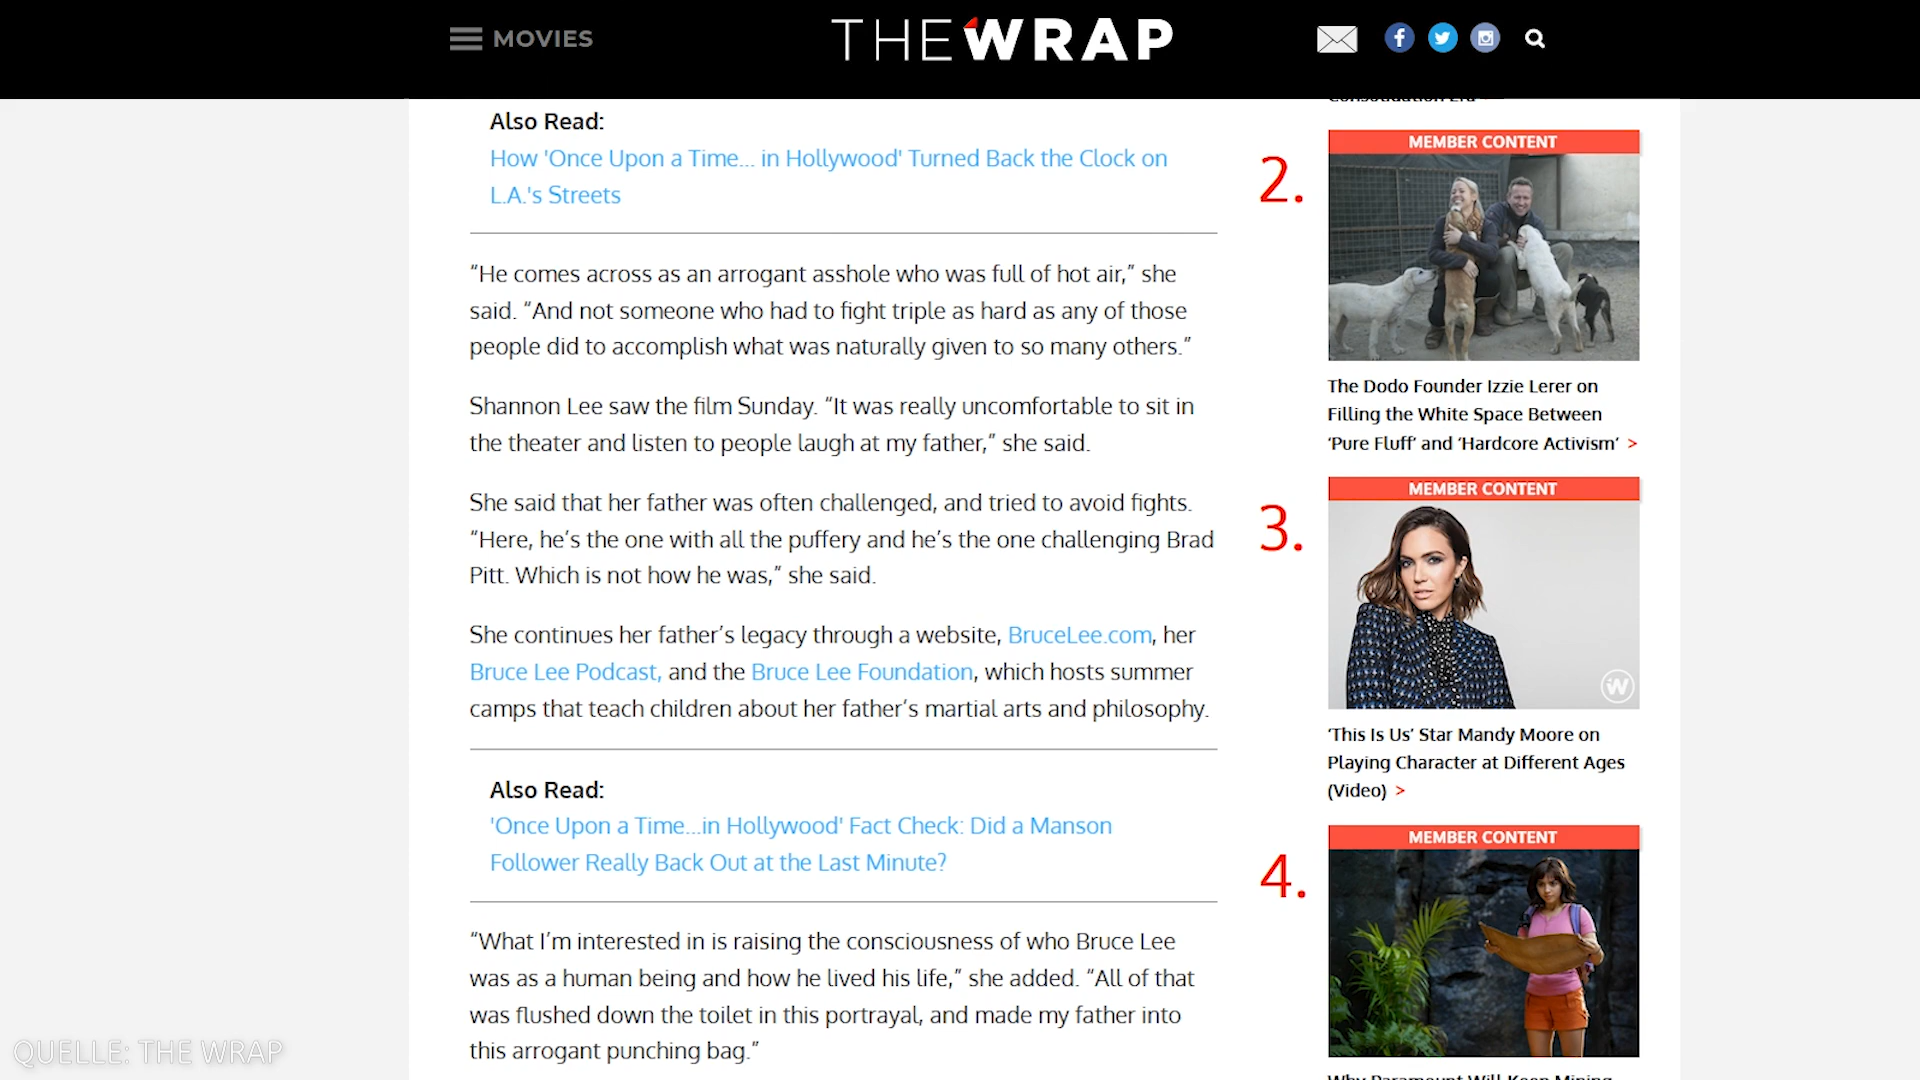 MOVIES
THE WRAP
Also Read:
How 'Once Upon a Time... in Hollywood' Turned Back the Clock on
L.A.'s Streets
“He comes across as an arrogant asshole who was full of hot air,” she
said. “And not someone who had to fight triple as hard as any of those
people did to accomplish what was naturally given to so many others.”
Shannon Lee saw the film Sunday. “It was really uncomfortable to sit in
the theater and listen to people laugh at my father,” she said.
She said that her father was often challenged, and tried to avoid fights.
“Here, he’s the one with all the puffery and he’s the one challenging Brad
Pitt. Which is not how he was,” she said.
She continues her father’s legacy through a website, BruceLee.com, her
Bruce Lee Podcast, and the Bruce Lee Foundation, which hosts summer
camps that teach children about her father’s martial arts and philosophy.
Also Read:
'Once Upon a Time...in Hollywood' Fact Check: Did a Manson
Follower Really Back Out at the Last Minute?
“What I’m interested in is raising the consciousness of who Bruce Lee
was as a human being and how he lived his life,” she added. “All of that
was flushed down the toilet in this portrayal, and made my father into
this arrogant punching bag.”
2.
MEMBER CONTENT
The Dodo Founder Izzie Lerer on
Filling the White Space Between
‘Pure Fluff’ and ‘Hardcore Activism’ >
3.
MEMBER CONTENT
W
‘This Is Us’ Star Mandy Moore on
Playing Character at Different Ages
(Video) >
4.
MEMBER CONTENT
Why Paramount Will Keep Mining
QUELLE: THE WRAP